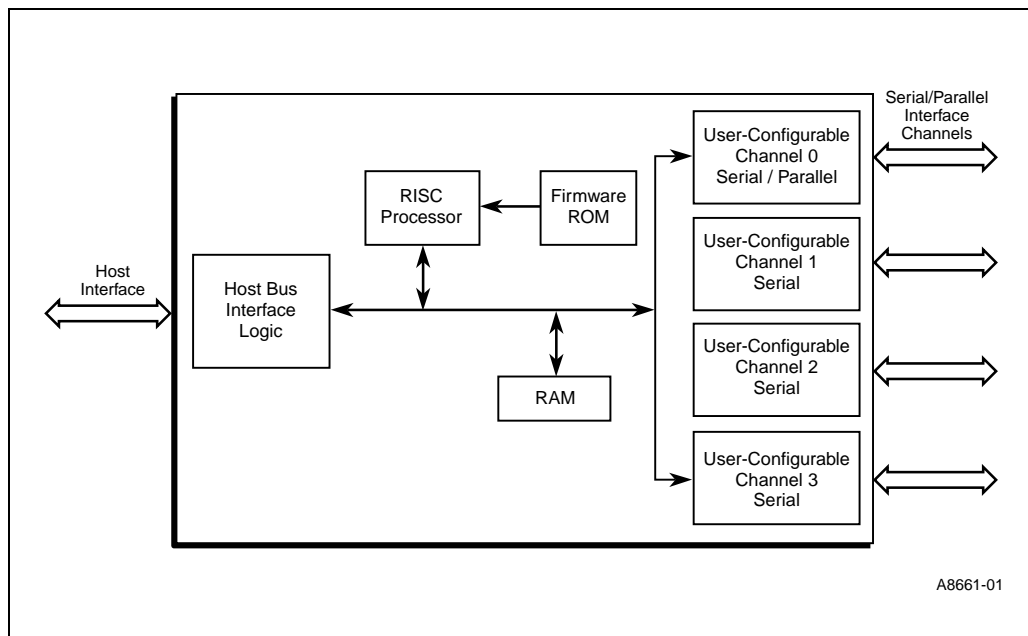 Host
Interface
Host Bus
Interface
Logic
RISC
Processor
Firmware
ROM
RAM
User-Configurable
Channel 0
Serial / Parallel
User-Configurable
Channel 1
Serial
User-Configurable
Channel 2
Serial
User-Configurable
Channel 3
Serial
Serial/Parallel
Interface
Channels
A8661-01